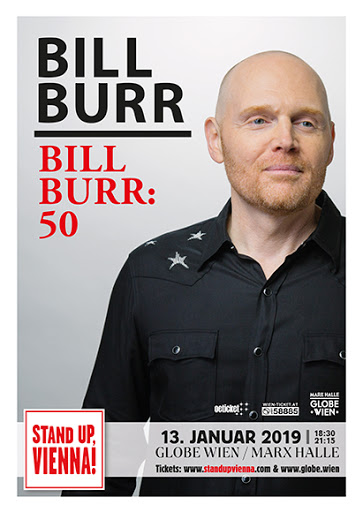 BILL
BURR
BILL
BURR:
50
oeticket
WIEN-TICKET.AT
58885
MARX HALLE
GLOBE
WIEN
STAND UP,
VIENNA!
13. JANUAR 2019 | 18:30
21:15
GLOBE WIEN / MARX HALLE
Tickets: www.standupvienna.com & www.globe.wien